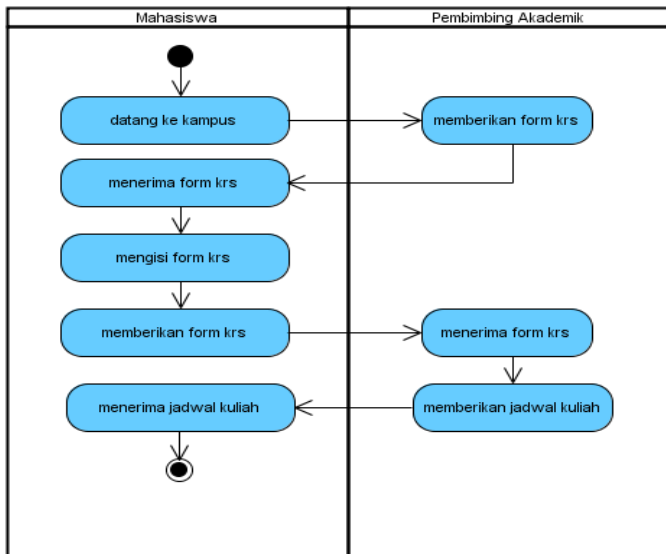 Mahasiswa
Pembimbing Akademik
datang ke kampus
memberikan form krs
menerima form krs
mengisi form krs
memberikan form krs
menerima form krs
menerima jadwal kuliah
memberikan jadwal kuliah